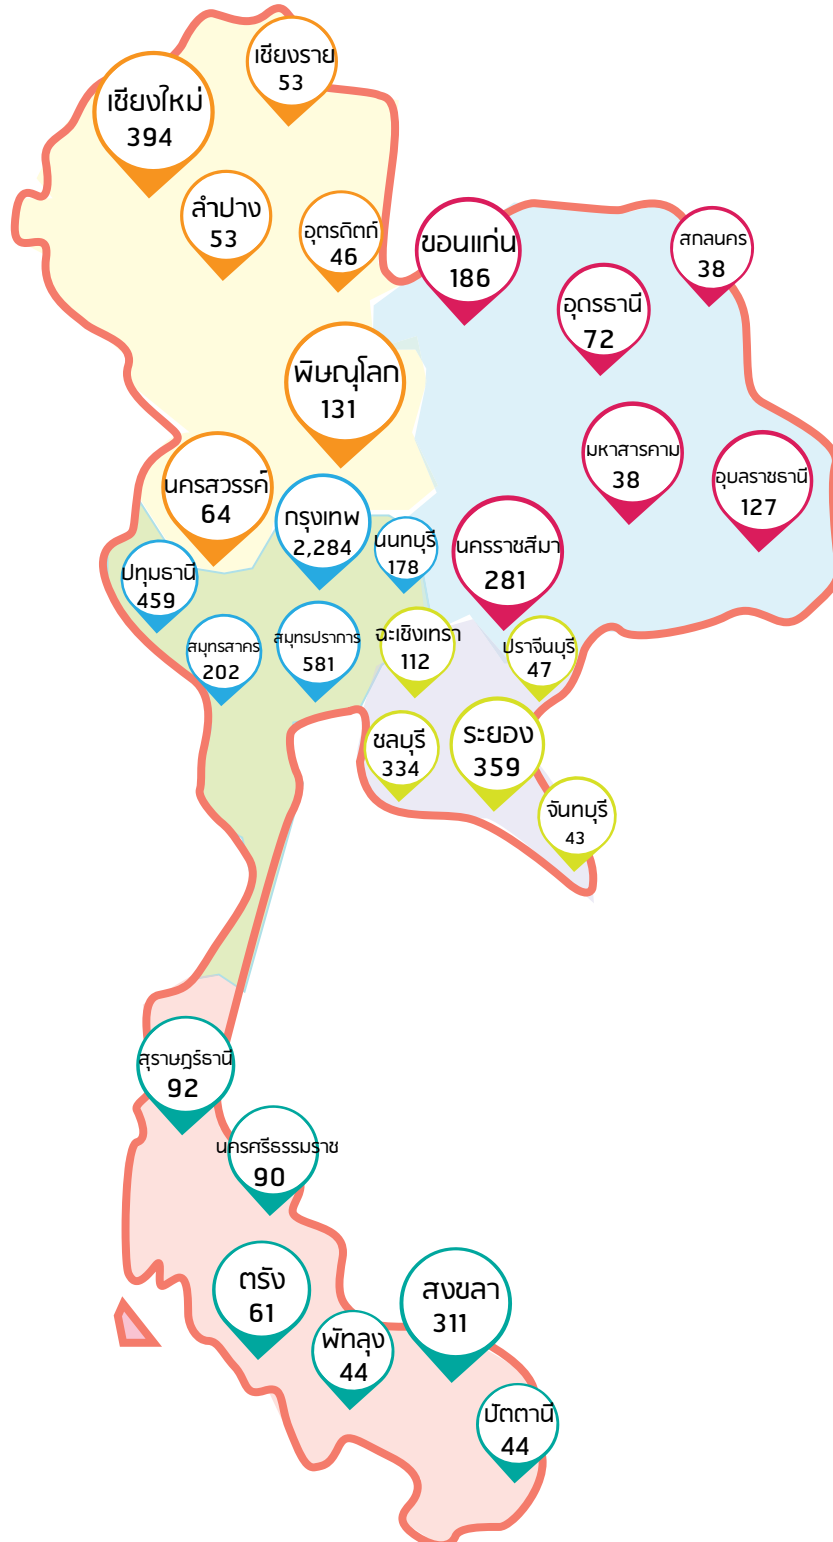 เชียงราย
53
เชียงใหม่
394
ลำปาง
53
อุตรดิตถ์
46
ขอนแก่น
186
สกลนคร
38
อุดรธานี
72
พิษณุโลก
131
มหาสารคาม
38
อุบลราชธานี
127
นครสวรรค์
64
กรุงเทพ
2,284
นนทบุรี
178
นครราชสีมา
281
ปทุมธานี
459
สมุทรสาคร
202
สมุทรปราการ
581
ฉะเชิงเทรา
112
ปราจีนบุรี
47
ชลบุรี
334
ระยอง
359
จันทบุรี
43
สุราษฎร์ธานี
92
นครศรีธรรมราช
90
ตรัง
61
สงขลา
311
พัทลุง
44
ปัตตานี
44